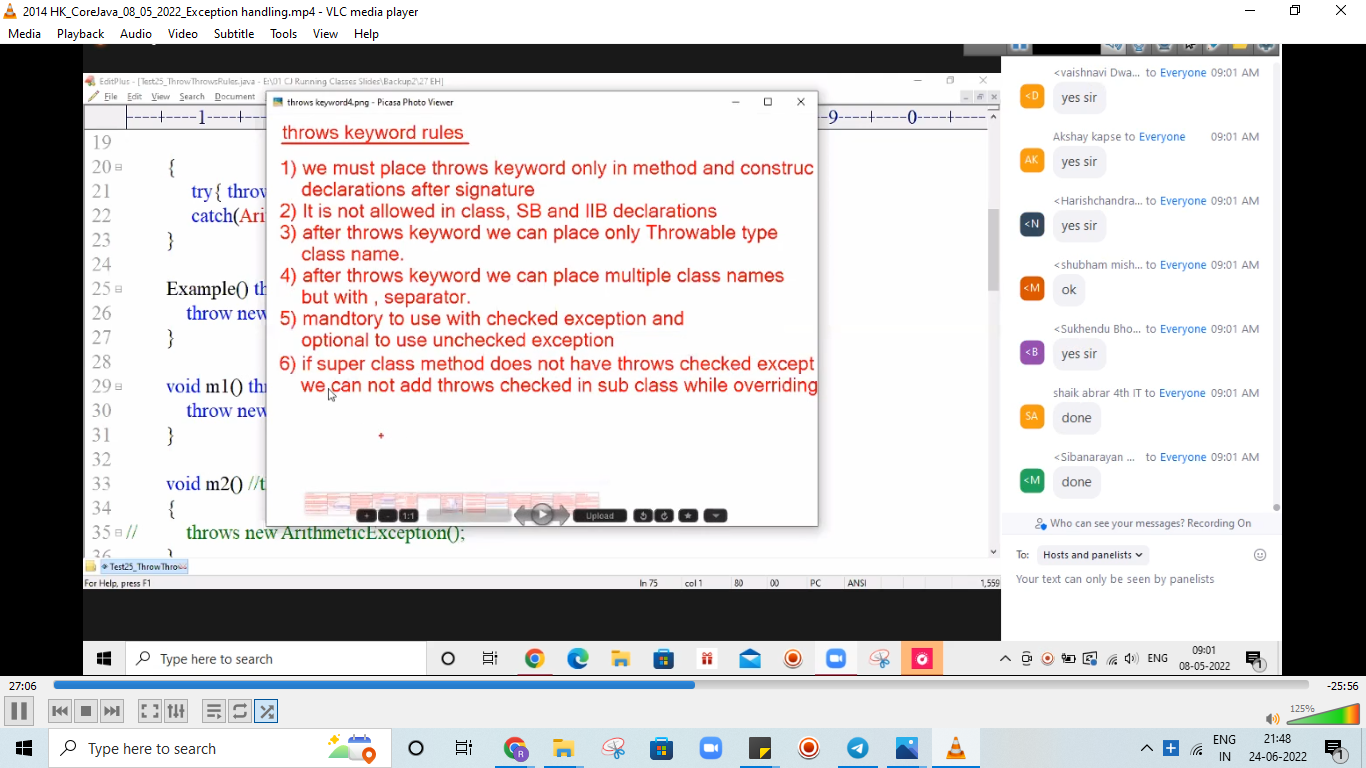 2014 HK_CoreJava_08_05_2022_Exception handling.mp4 - VLC media player
Media Playback Audio Video Subtitle Tools View Help
EditPlus - [Test25_ThrowThrowsRules.java - E:\01 CJ Running Classes Slides\Backup2\27 EH]
File Edit View Search Document
----+----1----
9----+----0----+----
throws keyword4.png - Picasa Photo Viewer
throws keyword rules
1) we must place throws keyword only in method and construc
declarations after signature
2) It is not allowed in class, SB and IIB declarations
3) after throws keyword we can place only Throwable type
class name.
4) after throws keyword we can place multiple class names
but with , separator.
5) mandtory to use with checked exception and
optional to use unchecked exception
6) if super class method does not have throws checked except
we can not add throws checked in sub class while overriding
1:1
Upload
19
20 {
21 try{ throw
22 catch(Ari
23 }
24
25 Example() th
26 throw new
27 }
28
29 void m1() thr
30 throw new
31 }
32
33 void m2() //t
34 {
35 // throws new ArithmeticException();
36 }
Test25_ThrowThro
For Help, press F1
ln 75 col 1 80 00 PC ANSI 1,559
<vaishnavi Dwa... to Everyone 09:01 AM
<D yes sir
Akshay kapse to Everyone 09:01 AM
AK yes sir
<Harishchandra... to Everyone 09:01 AM
<N yes sir
<shubham mish... to Everyone 09:01 AM
<M ok
<Sukhendu Bho... to Everyone 09:01 AM
<B yes sir
shaik abrar 4th IT to Everyone 09:01 AM
SA done
<Sibanarayan ... to Everyone 09:01 AM
<M done
Who can see your messages? Recording On
To: Hosts and panelists
Your text can only be seen by panelists
Type here to search
ENG
09:01
08-05-2022
1
27:06
-25:56
125%
Type here to search
R
ENG
IN
21:48
24-06-2022
1